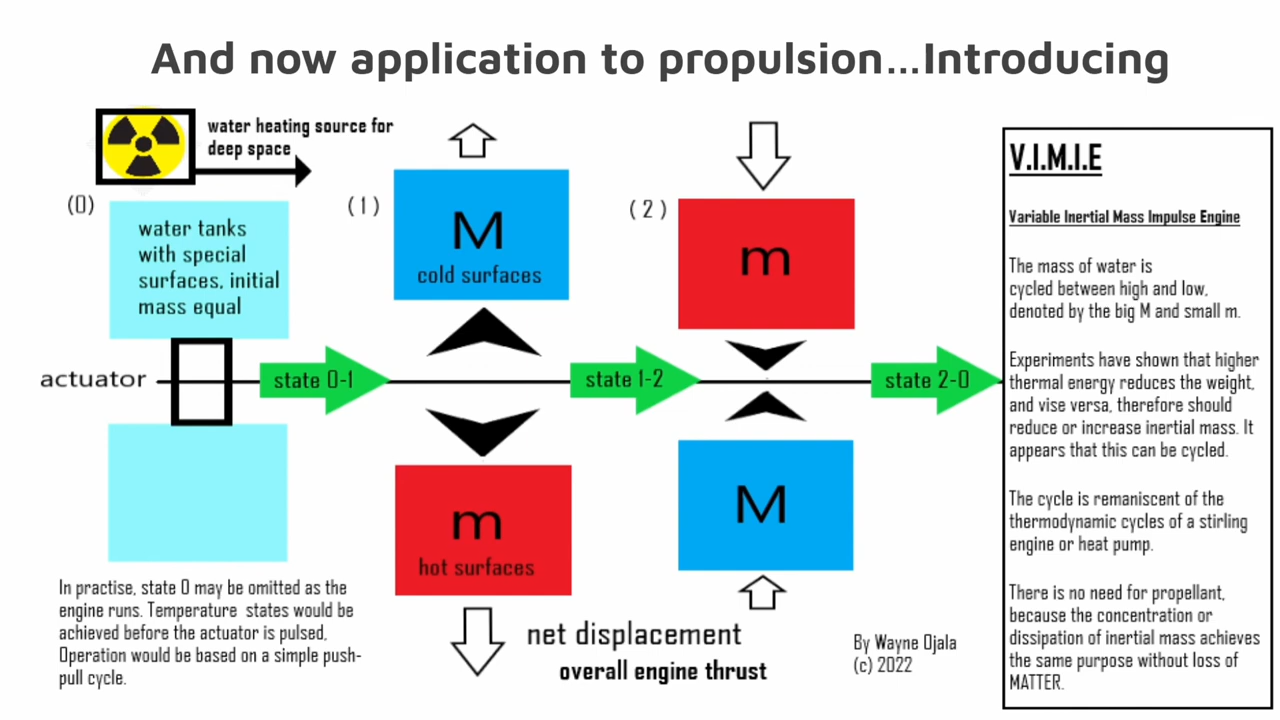 And now application to propulsion...Introducing
water heating source for
deep space
(0)
water tanks
with special
surfaces, initial
mass equal
actuator
state 0-1
In practise, state 0 may be omitted as the
engine runs. Temperature states would be
achieved before the actuator is pulsed,
Operation would be based on a simple push-
pull cycle.
(1)
M
cold surfaces
m
hot surfaces
state 1-2
(2)
m
M
state 2-0
net displacement
overall engine thrust
By Wayne Ojala
(c) 2022
V.I.M.I.E
Variable Inertial Mass Impulse Engine
The mass of water is
cycled between high and low,
denoted by the big M and small m.
Experiments have shown that higher
thermal energy reduces the weight,
and vise versa, therefore should
reduce or increase inertial mass. It
appears that this can be cycled.
The cycle is remaniscent of the
thermodynamic cycles of a stirling
engine or heat pump.
There is no need for propellant,
because the concentration or
dissipation of inertial mass achieves
the same purpose without loss of
MATTER.